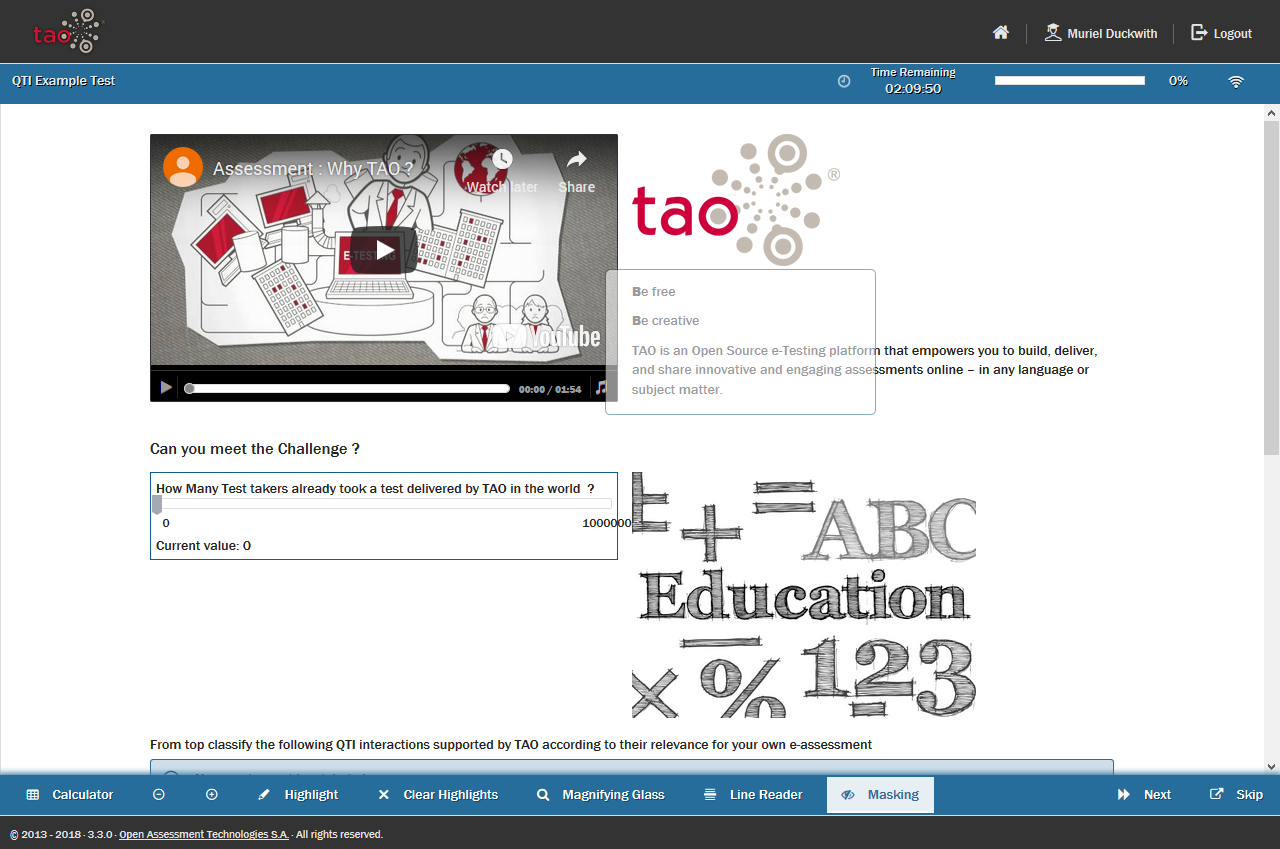 tao
Muriel Duckwith
Logout
QTI Example Test
Time Remaining
02:09:50
0%
Assessment : Why TAO ?
Watch later
Share
E-TESTING
YouTube
00:00 / 01:54
tao®
Be free
Be creative
TAO is an Open Source e-Testing platform that empowers you to build, deliver,
and share innovative and engaging assessments online – in any language or
subject matter.
Can you meet the Challenge ?
How Many Test takers already took a test delivered by TAO in the world ?
0
1000000
Current value: 0
ABC
Education
123
%
From top classify the following QTI interactions supported by TAO according to their relevance for your own e-assessment
Calculator
Highlight
Clear Highlights
Magnifying Glass
Line Reader
Masking
Next
Skip
© 2013 - 2018 · 3.3.0 · Open Assessment Technologies S.A. · All rights reserved.